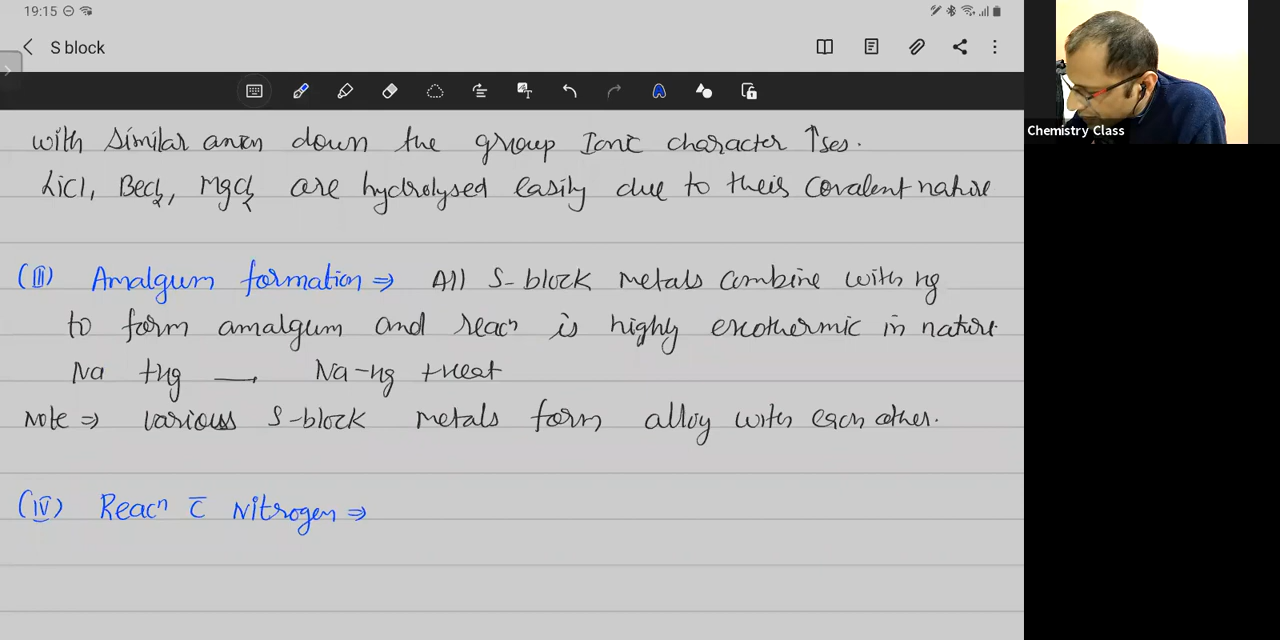 19:15
S block
Chemistry Class
with Similar anion down the group Ionic character ↑ses.
LiCl, BeCl2, MgCl2 are hydrolysed easily due to their Covalent nature
(III) Amalgum formation ⇒ All S-block metals combine with Hg
to form amalgum and reacn is highly exothermic in nature.
Na + Hg → Na-Hg + Heat
Note ⇒ various S-block metals form alloy with each other.
(IV) Reacn c̄ Nitrogen ⇒